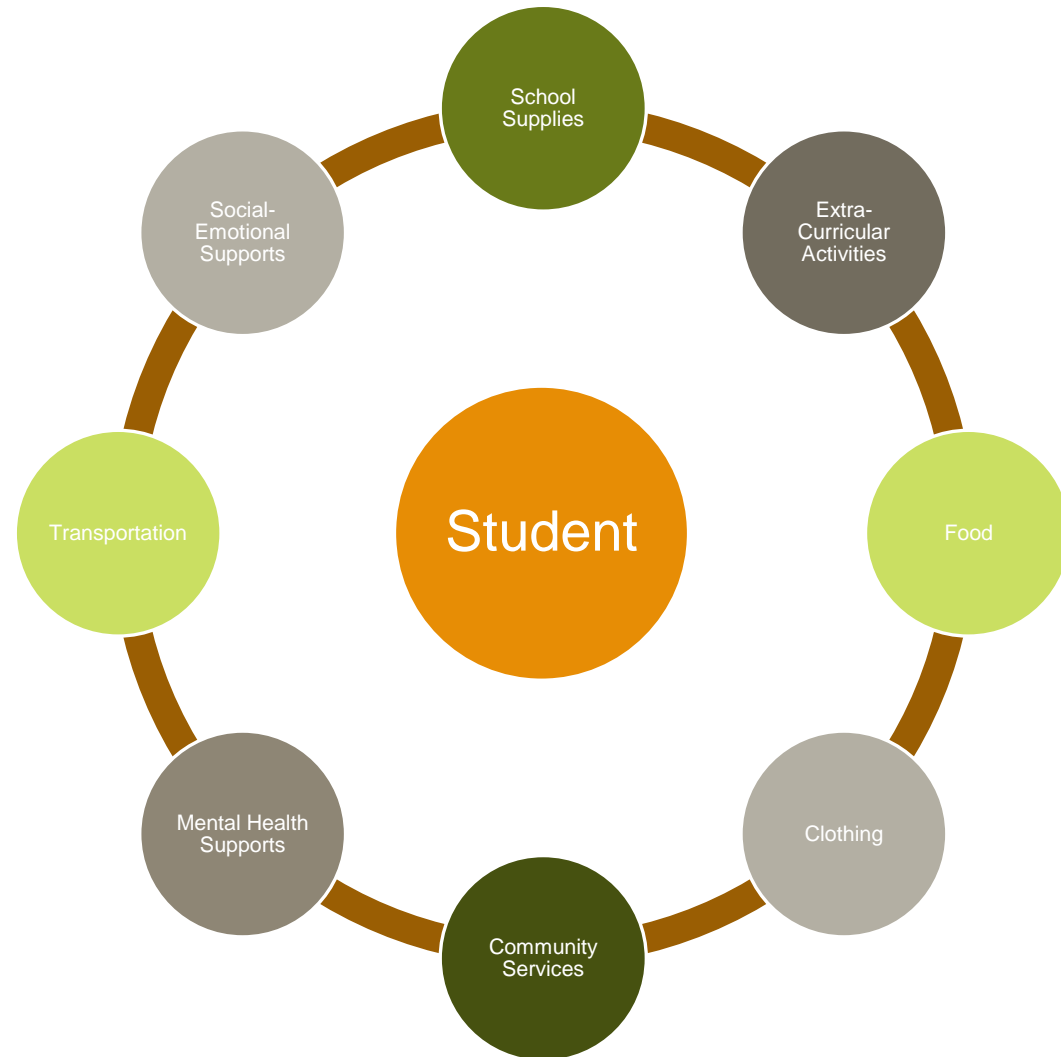 School
Supplies
Extra-
Curricular
Activities
Food
Clothing
Community
Services
Mental Health
Supports
Transportation
Social-
Emotional
Supports
Student